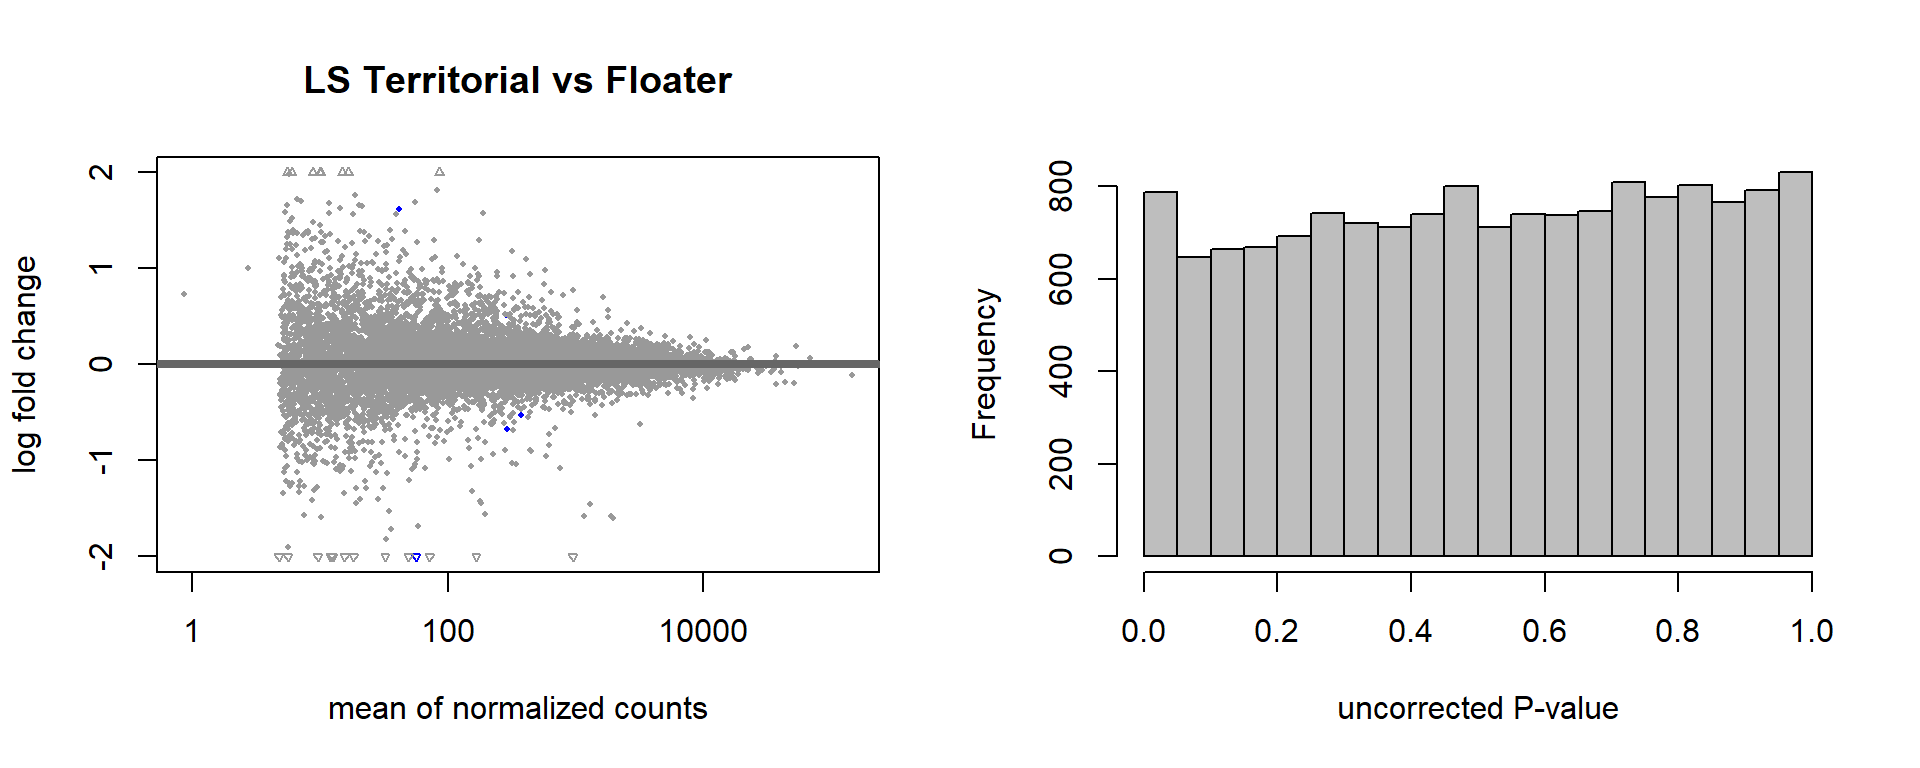 LS Territorial vs Floater
log fold change
2
1
0
-1
-2
1 100 10000
mean of normalized counts
Frequency
800
600
400
200
0
0.0 0.2 0.4 0.6 0.8 1.0
uncorrected P-value